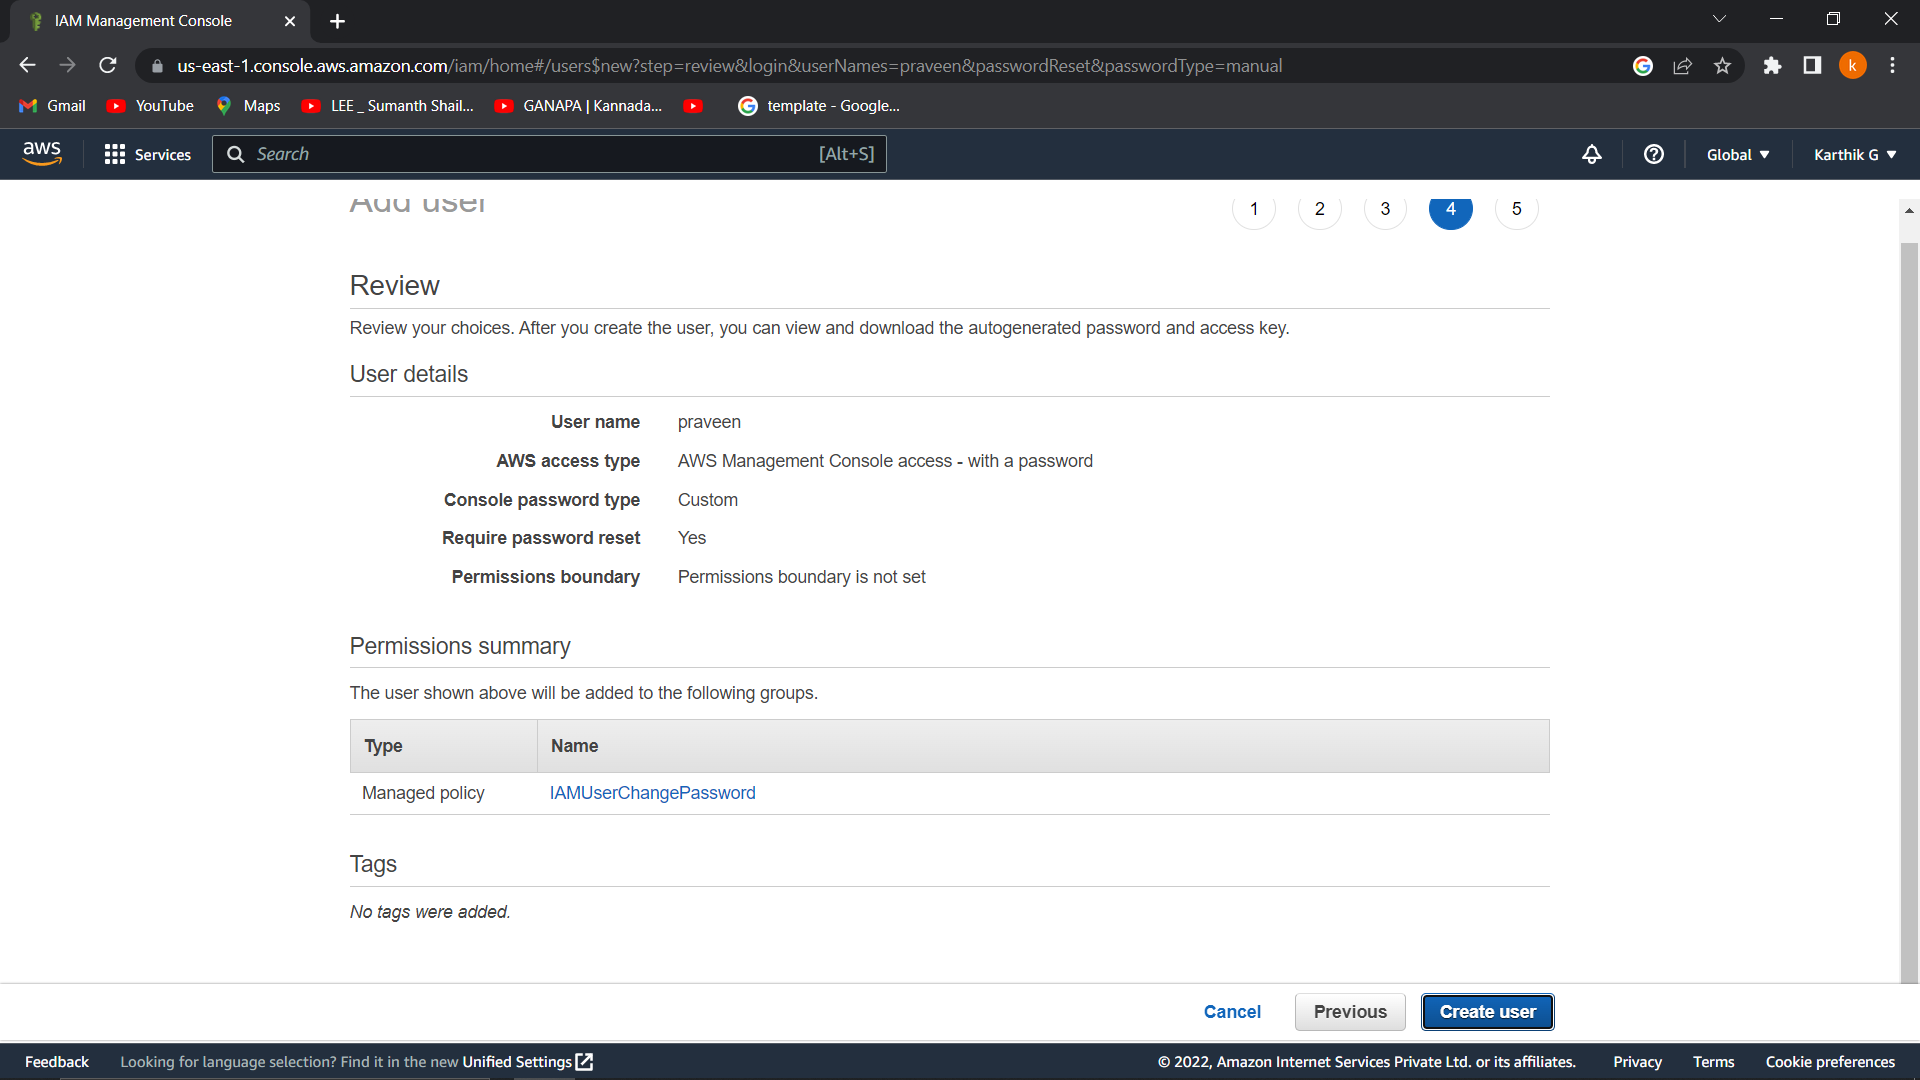 IAM Management Console
us-east-1.console.aws.amazon.com/iam/home#/users$new?step=review&login&userNames=praveen&passwordReset&passwordType=manual
k
Gmail YouTube Maps LEE _ Sumanth Shail... GANAPA | Kannada... template - Google...
aws Services Search [Alt+S] Global Karthik G
Add user 1 2 3 4 5
Review
Review your choices. After you create the user, you can view and download the autogenerated password and access key.
User details
User name praveen
AWS access type AWS Management Console access - with a password
Console password type Custom
Require password reset Yes
Permissions boundary Permissions boundary is not set
Permissions summary
The user shown above will be added to the following groups.
Type Name
Managed policy IAMUserChangePassword
Tags
No tags were added.
Cancel Previous Create user
Feedback Looking for language selection? Find it in the new Unified Settings © 2022, Amazon Internet Services Private Ltd. or its affiliates. Privacy Terms Cookie preferences